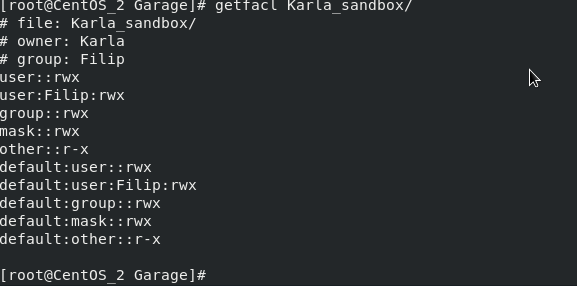 [root@CentOS_2 Garage]# getfacl Karla_sandbox/
# file: Karla_sandbox/
# owner: Karla
# group: Filip
user::rwx
user:Filip:rwx
group::rwx
mask::rwx
other::r-x
default:user::rwx
default:user:Filip:rwx
default:group::rwx
default:mask::rwx
default:other::r-x
[root@CentOS_2 Garage]#